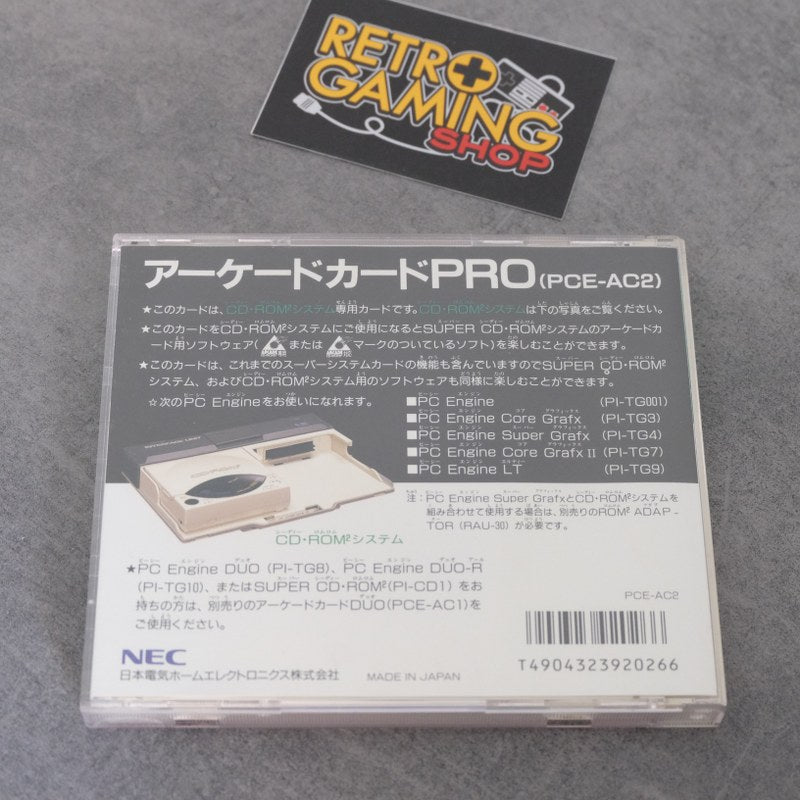 RETRO
GAMING
SHOP
アーケードカードPRO(PCE-AC2)
★このカードは、CD・ROM²システム専用カードです。CD・ROM²システムは下の写真をご覧ください。
★このカードをCD・ROM²システムにご使用になるとSUPER CD・ROM²システムのアーケードカ
ード用ソフトウェア( または マークのついているソフト)を楽しむことができます。
★このカードは、これまでのスーパーシステムカードの機能も含んでいますのでSUPER CD・ROM²
システム、およびCD・ROM²システム用のソフトウェアも同様に楽しむことができます。
☆次のPC Engineをお使いになれます。
■PC Engine (PI-TG001)
■PC Engine Core Grafx (PI-TG3)
■PC Engine Super Grafx (PI-TG4)
■PC Engine Core Grafx II (PI-TG7)
■PC Engine LT (PI-TG9)
CD・ROM²システム
注:PC Engine Super GrafxとCD・ROM²システムを
組み合わせて使用する場合は、別売りのROM² ADAP-
TOR (RAU-30) が必要です。
★PC Engine DUO (PI-TG8)、PC Engine DUO-R
(PI-TG10)、またはSUPER CD・ROM²(PI-CD1) をお
持ちの方は、別売りのアーケードカードDUO(PCE-AC1)を
ご使用ください。
PCE-AC2
NEC
日本電気ホームエレクトロニクス株式会社
MADE IN JAPAN
T4904323920266